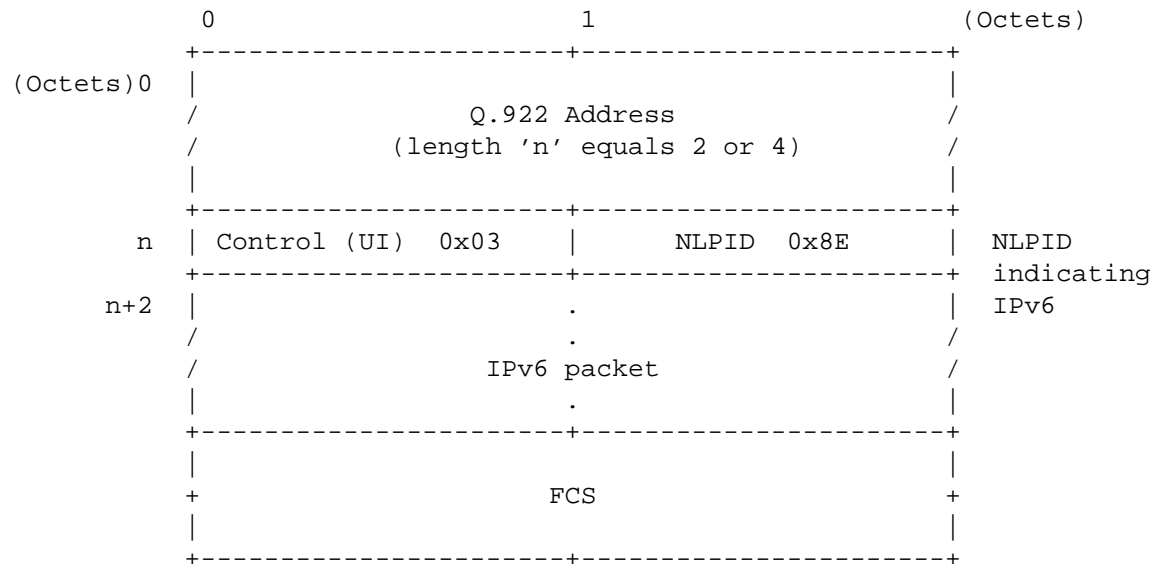 0 1 (Octets)
(Octets)0
Q.922 Address
(length ’n’ equals 2 or 4)
n Control (UI) 0x03 NLPID 0x8E NLPID
indicating
n+2 . IPv6
.
IPv6 packet
.
FCS